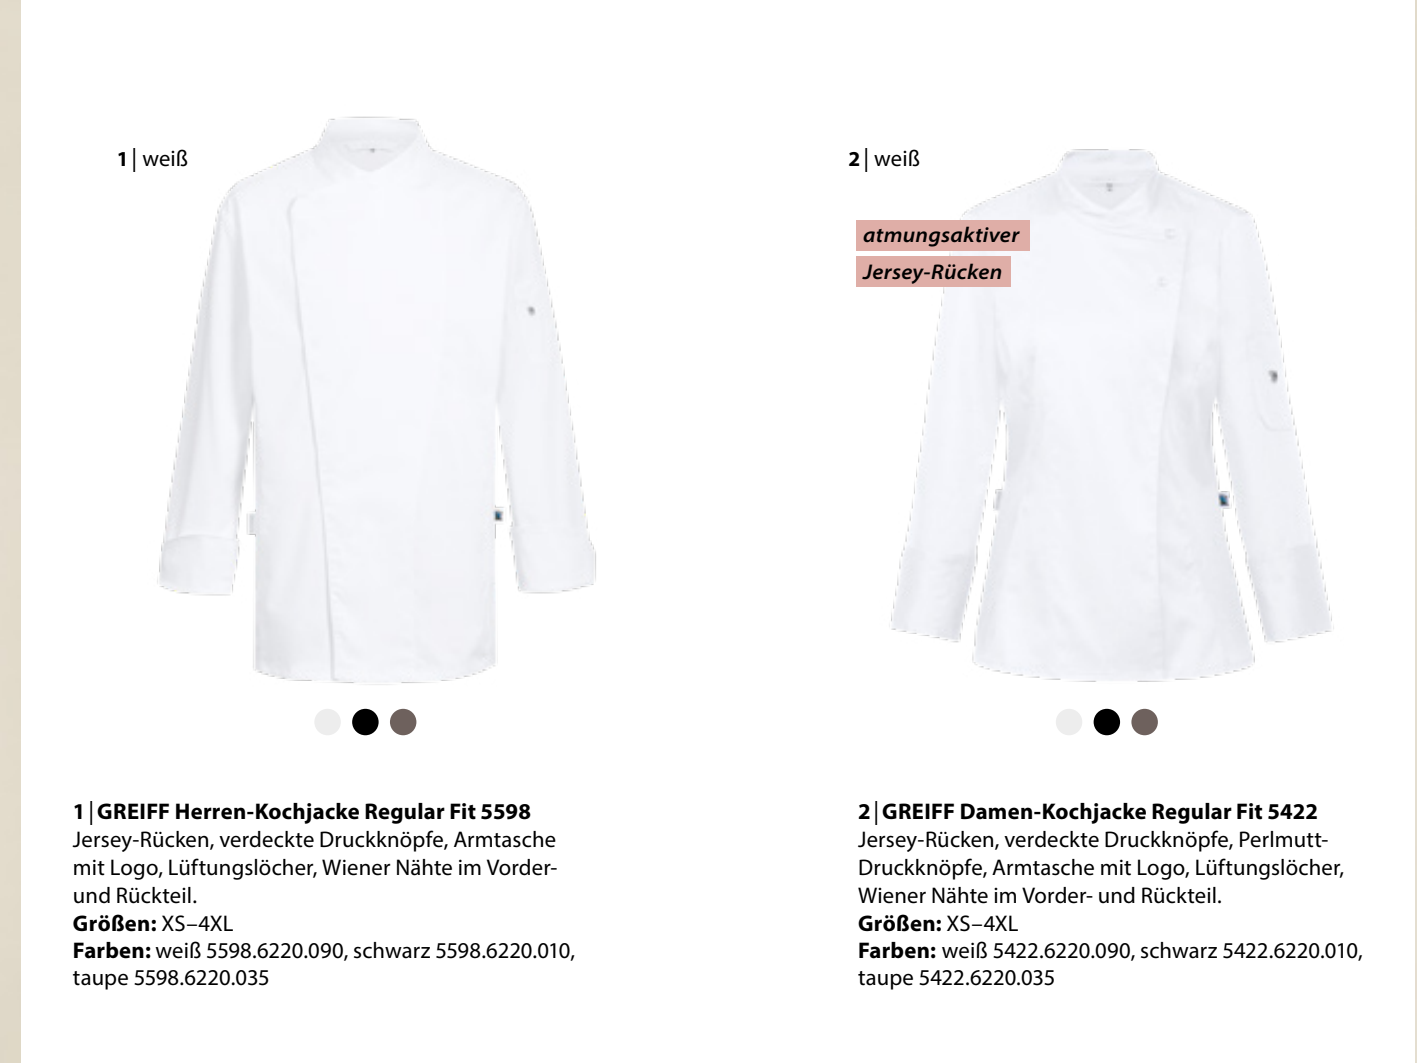 1 | weiß
2 | weiß
atmungsaktiver
Jersey-Rücken
1 | GREIFF Herren-Kochjacke Regular Fit 5598
Jersey-Rücken, verdeckte Druckknöpfe, Armtasche
mit Logo, Lüftungslöcher, Wiener Nähte im Vorder-
und Rückteil.
Größen: XS–4XL
Farben: weiß 5598.6220.090, schwarz 5598.6220.010,
taupe 5598.6220.035
2 | GREIFF Damen-Kochjacke Regular Fit 5422
Jersey-Rücken, verdeckte Druckknöpfe, Perlmutt-
Druckknöpfe, Armtasche mit Logo, Lüftungslöcher,
Wiener Nähte im Vorder- und Rückteil.
Größen: XS–4XL
Farben: weiß 5422.6220.090, schwarz 5422.6220.010,
taupe 5422.6220.035